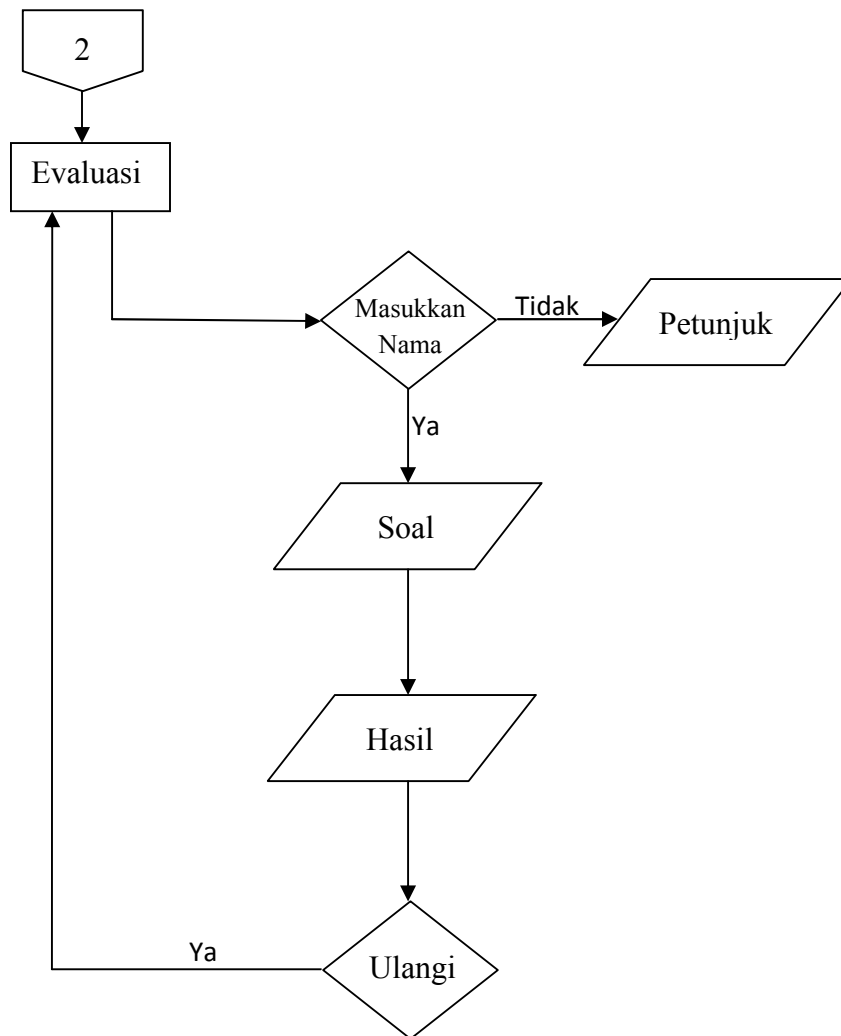 2
Evaluasi
Masukkan
Nama
Tidak
Petunjuk
Ya
Soal
Hasil
Ya
Ulangi